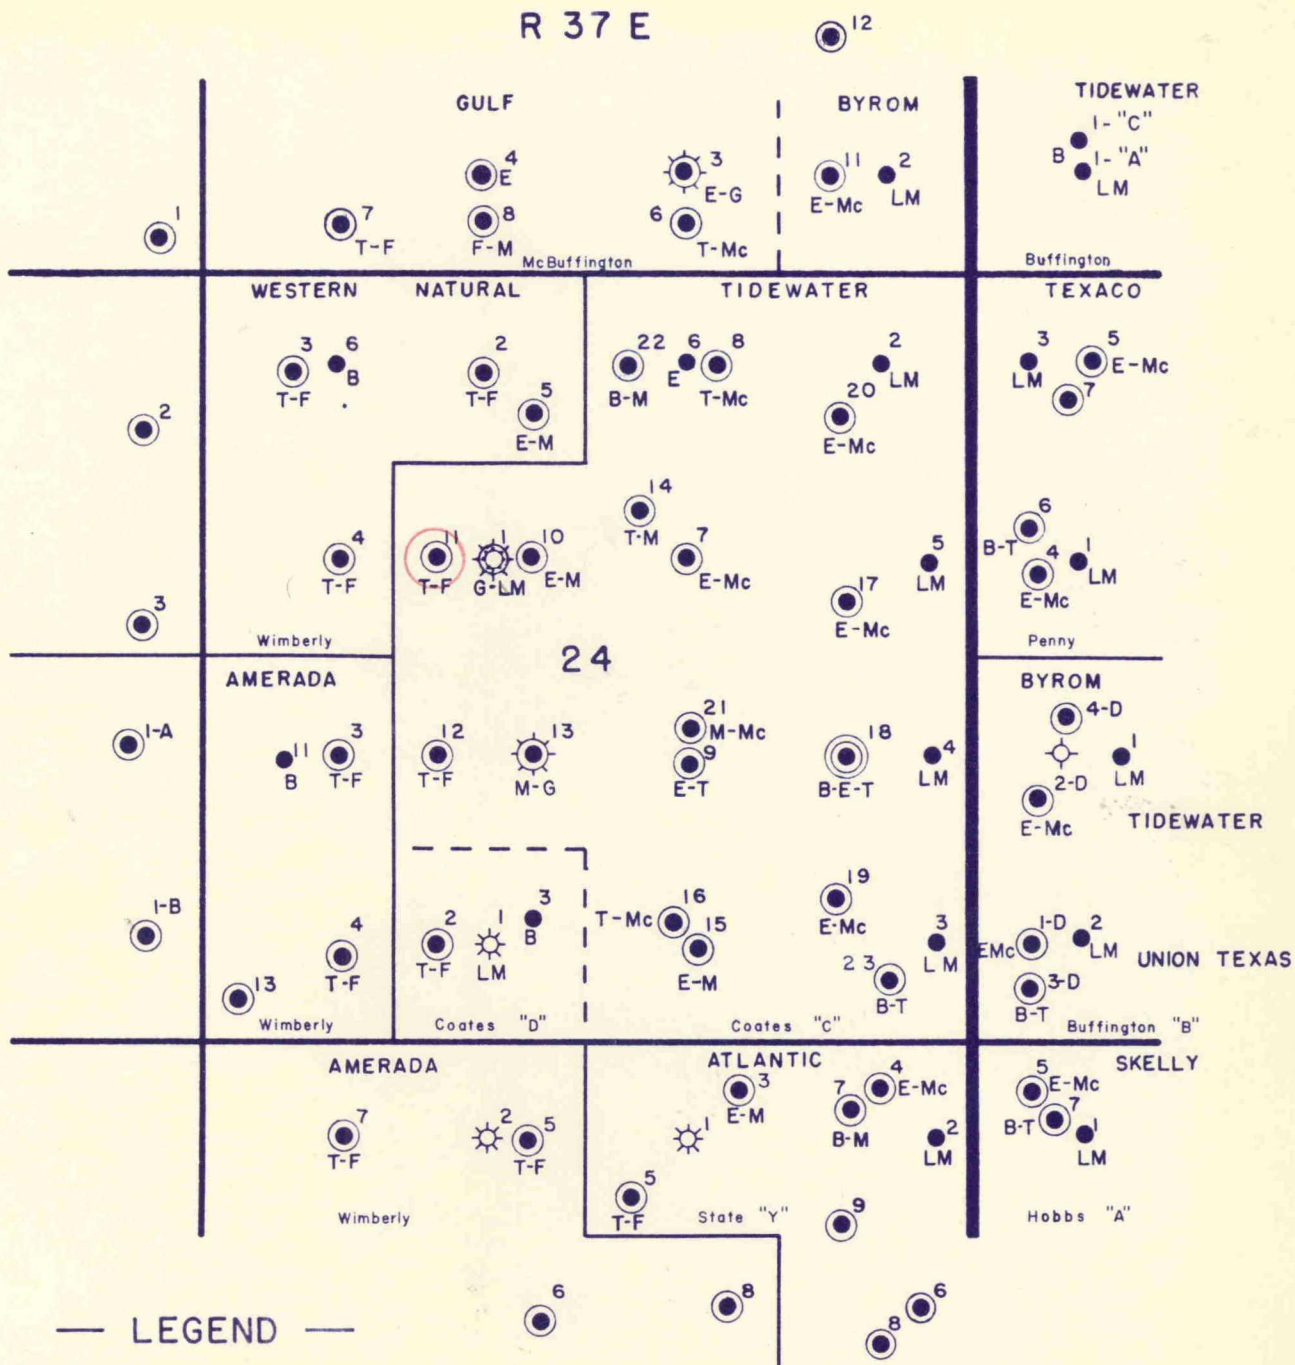 R 37 E
12
GULF BYROM TIDEWATER
1-"C"
B 1-"A"
LM
4 3 11 2
E E-G E-Mc LM
1 7 8 6
T-F F-M T-Mc
McBuffington Buffington
WESTERN NATURAL TIDEWATER TEXACO
3 6 2 22 6 8 2 3 5
T-F B T-F B-M E T-Mc LM LM E-Mc
2 5 20 7
E-M E-Mc
14 6
T-M B-T
4 11 1 10 7 5 4 1
T-F T-F G-LM E-M E-Mc LM E-Mc LM
3 17
E-Mc
Wimberly 24 Penny
AMERADA BYROM
1-A 11 3 12 13 21 18 4 4-D 1
B T-F T-F M-G M-Mc B-E-T LM LM
9 2-D
E-T E-Mc TIDEWATER
1-B 4 2 1 3 16 19 3 1-D 2
T-F T-F LM B T-Mc E-Mc LM EMc LM UNION TEXAS
15
E-M
13 23 3-D
B-T B-T
Wimberly Coates "D" Coates "C" Buffington "B"
AMERADA ATLANTIC SKELLY
3 7 4 5
E-M B-M E-Mc E-Mc
7 2 5 1 2 7 1
T-F T-F LM B-T LM
5 9
T-F
Wimberly State "Y" Hobbs "A"
6 8 6
8
— LEGEND —